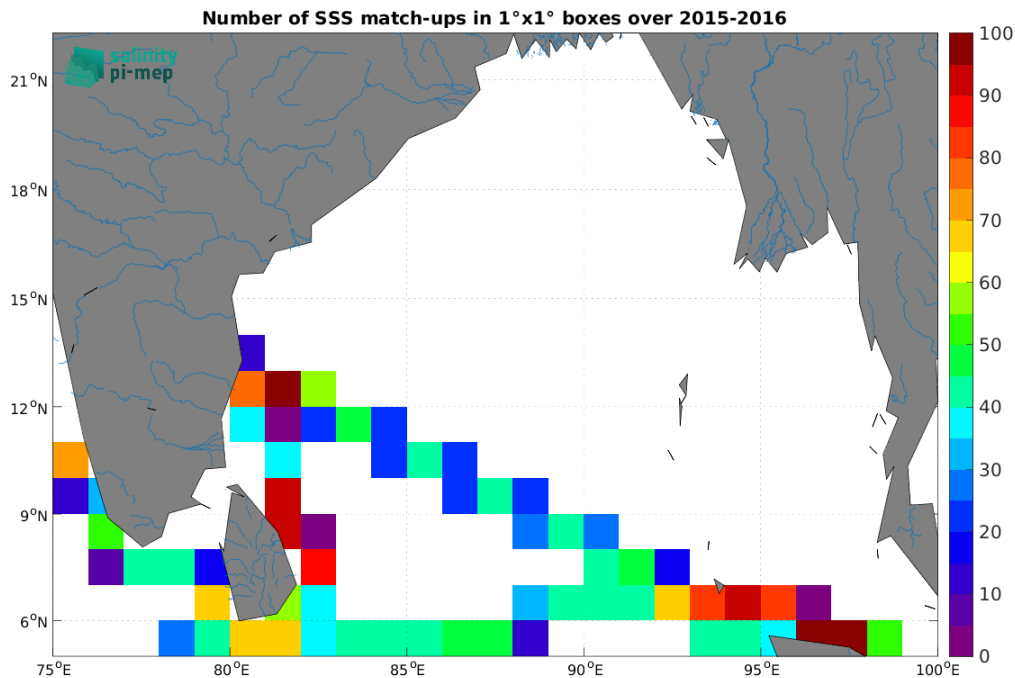 Number of SSS match-ups in 1°x1° boxes over 2015-2016
salinity
pi-mep
21°N
18°N
15°N
12°N
9°N
6°N
75°E 80°E 85°E 90°E 95°E 100°E
100
90
80
70
60
50
40
30
20
10
0